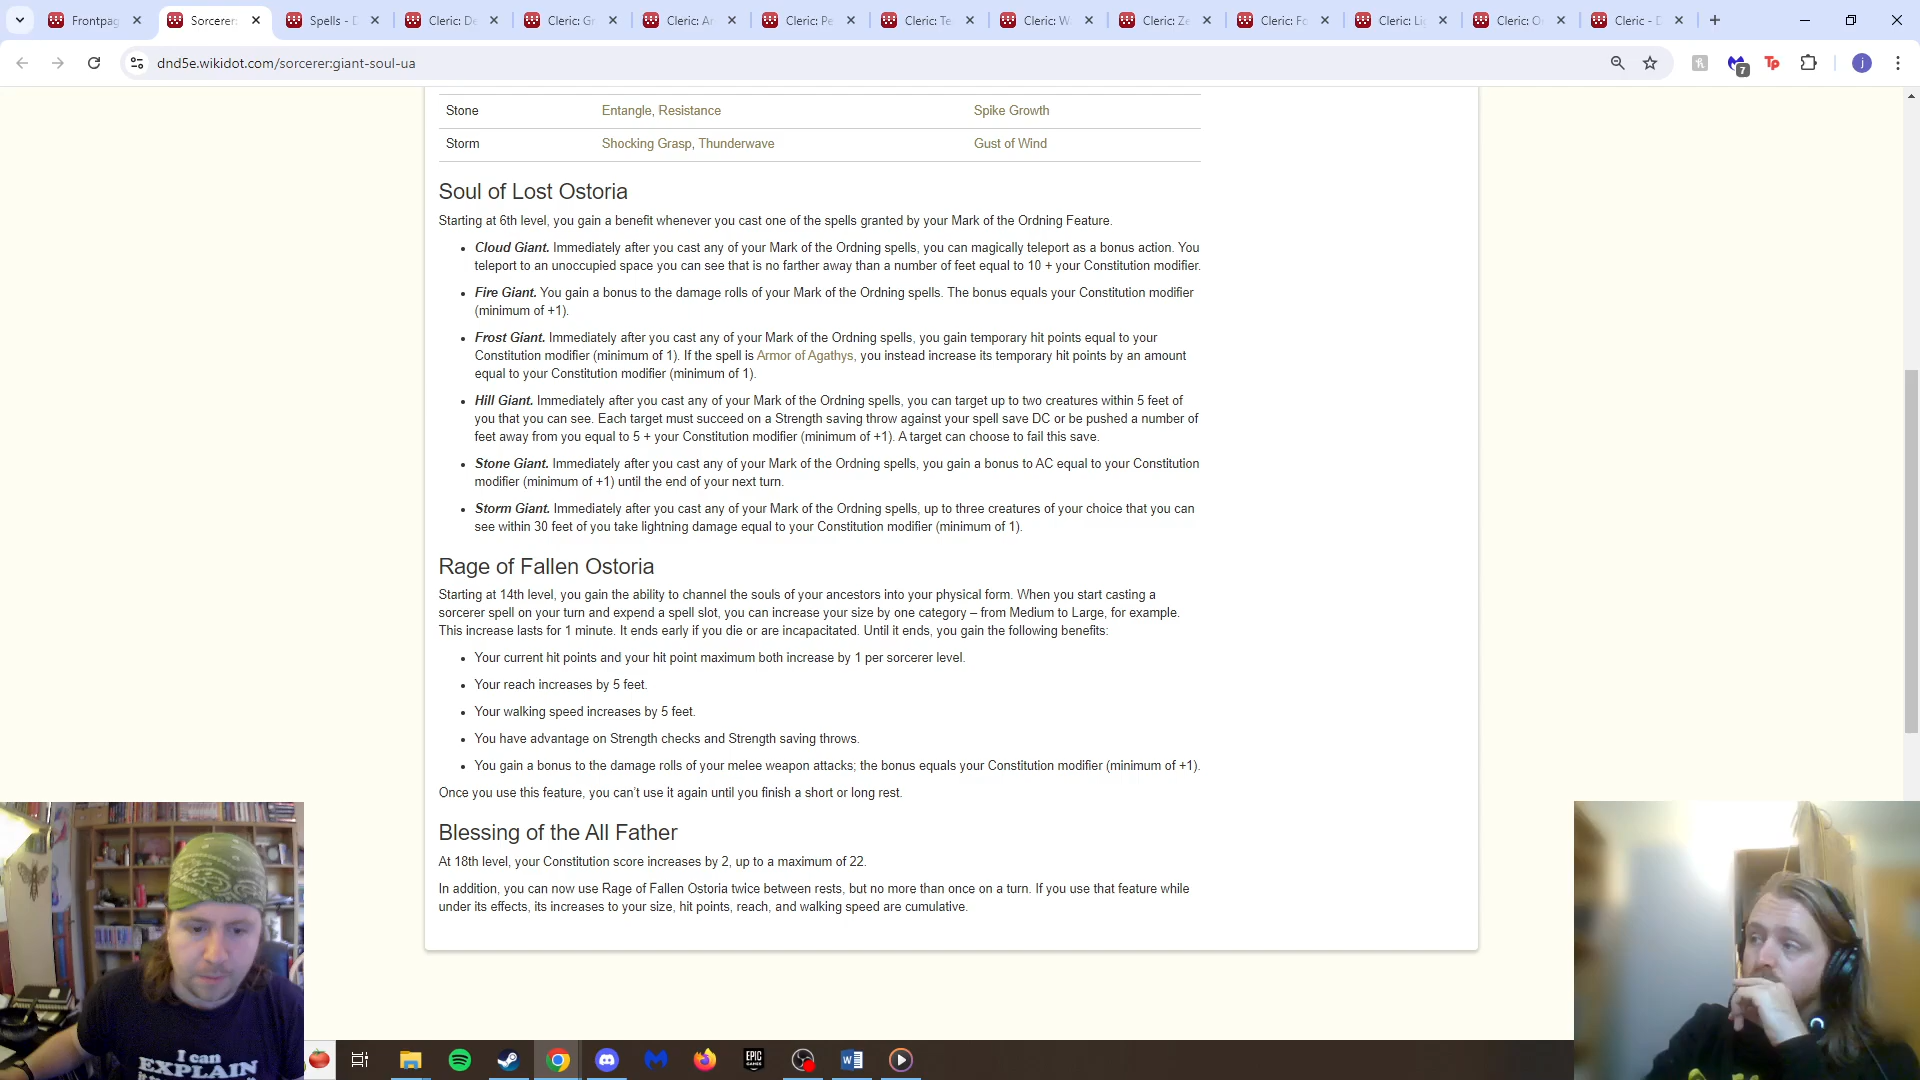 Frontpag
Sorcerer:
Spells - D
Cleric: De
Cleric: Gr
Cleric: Ar
Cleric: Pe
Cleric: Te
Cleric: W
Cleric: Ze
Cleric: Fo
Cleric: Li
Cleric: O
Cleric - D
dnd5e.wikidot.com/sorcerer:giant-soul-ua
7
Tp
j
Stone Entangle, Resistance Spike Growth
Storm Shocking Grasp, Thunderwave Gust of Wind
Soul of Lost Ostoria
Starting at 6th level, you gain a benefit whenever you cast one of the spells granted by your Mark of the Ordning Feature.
• Cloud Giant. Immediately after you cast any of your Mark of the Ordning spells, you can magically teleport as a bonus action. You
teleport to an unoccupied space you can see that is no farther away than a number of feet equal to 10 + your Constitution modifier.
• Fire Giant. You gain a bonus to the damage rolls of your Mark of the Ordning spells. The bonus equals your Constitution modifier
(minimum of +1).
• Frost Giant. Immediately after you cast any of your Mark of the Ordning spells, you gain temporary hit points equal to your
Constitution modifier (minimum of 1). If the spell is Armor of Agathys, you instead increase its temporary hit points by an amount
equal to your Constitution modifier (minimum of 1).
• Hill Giant. Immediately after you cast any of your Mark of the Ordning spells, you can target up to two creatures within 5 feet of
you that you can see. Each target must succeed on a Strength saving throw against your spell save DC or be pushed a number of
feet away from you equal to 5 + your Constitution modifier (minimum of +1). A target can choose to fail this save.
• Stone Giant. Immediately after you cast any of your Mark of the Ordning spells, you gain a bonus to AC equal to your Constitution
modifier (minimum of +1) until the end of your next turn.
• Storm Giant. Immediately after you cast any of your Mark of the Ordning spells, up to three creatures of your choice that you can
see within 30 feet of you take lightning damage equal to your Constitution modifier (minimum of 1).
Rage of Fallen Ostoria
Starting at 14th level, you gain the ability to channel the souls of your ancestors into your physical form. When you start casting a
sorcerer spell on your turn and expend a spell slot, you can increase your size by one category – from Medium to Large, for example.
This increase lasts for 1 minute. It ends early if you die or are incapacitated. Until it ends, you gain the following benefits:
• Your current hit points and your hit point maximum both increase by 1 per sorcerer level.
• Your reach increases by 5 feet.
• Your walking speed increases by 5 feet.
• You have advantage on Strength checks and Strength saving throws.
• You gain a bonus to the damage rolls of your melee weapon attacks; the bonus equals your Constitution modifier (minimum of +1).
Once you use this feature, you can't use it again until you finish a short or long rest.
Blessing of the All Father
At 18th level, your Constitution score increases by 2, up to a maximum of 22.
In addition, you can now use Rage of Fallen Ostoria twice between rests, but no more than once on a turn. If you use that feature while
under its effects, its increases to your size, hit points, reach, and walking speed are cumulative.
I can
EXPLAIN
EPIC
GAMES
W